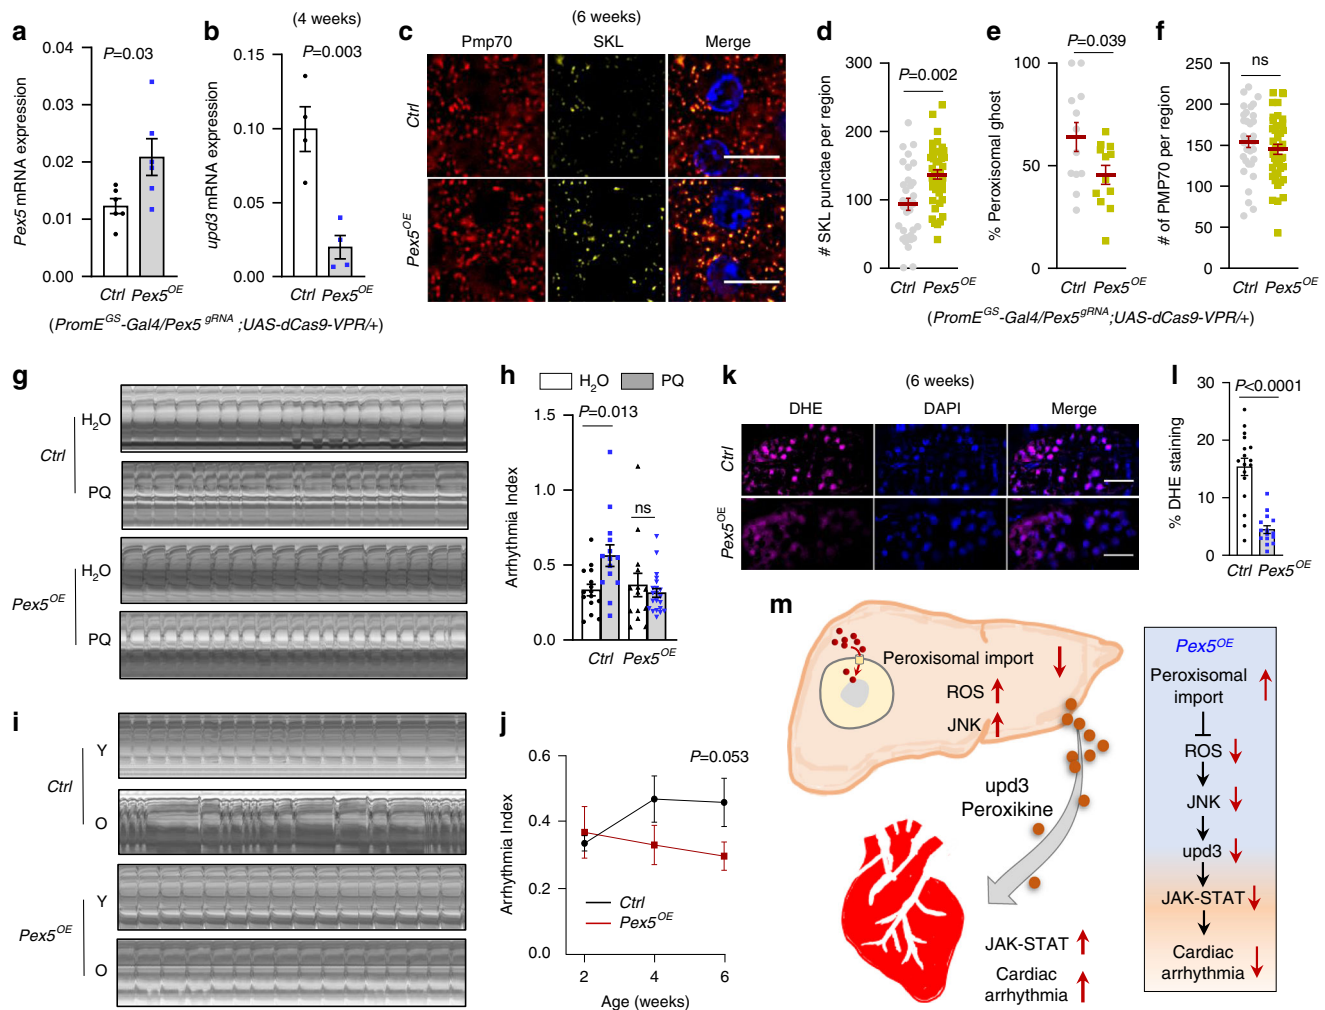 a
Pex5 mRNA expression
0.04
0.03
0.02
0.01
0.00
P=0.03
Ctrl Pex5OE
b
(4 weeks)
upd3 mRNA expression
0.15
0.10
0.05
0.00
P=0.003
Ctrl Pex5OE
(PromEGS-Gal4/Pex5 gRNA ;UAS-dCas9-VPR/+)
c
(6 weeks)
Pmp70 SKL Merge
Ctrl
Pex5OE
d
# SKL punctae per region
300
200
100
0
P=0.002
Ctrl Pex5OE
e
% Peroxisomal ghost
100
50
0
P=0.039
Ctrl Pex5OE
f
# of PMP70 per region
250
200
150
100
50
0
ns
Ctrl Pex5OE
(PromEGS-Gal4/Pex5gRNA;UAS-dCas9-VPR/+)
g
Ctrl
H2O
PQ
Pex5OE
H2O
PQ
h
H2O PQ
Arrhythmia Index
1.5
1.0
0.5
0.0
P=0.013
ns
Ctrl Pex5OE
i
Ctrl
Y
O
Pex5OE
Y
O
j
Arrhythmia Index
0.6
0.4
0.2
0.0
P=0.053
Ctrl
Pex5OE
2 4 6
Age (weeks)
k
(6 weeks)
DHE DAPI Merge
Ctrl
Pex5OE
l
% DHE staining
30
20
10
0
P<0.0001
Ctrl Pex5OE
m
Peroxisomal import
ROS
JNK
upd3
Peroxikine
JAK-STAT
Cardiac
arrhythmia
Pex5OE
Peroxisomal
import
ROS
JNK
upd3
JAK-STAT
Cardiac
arrhythmia